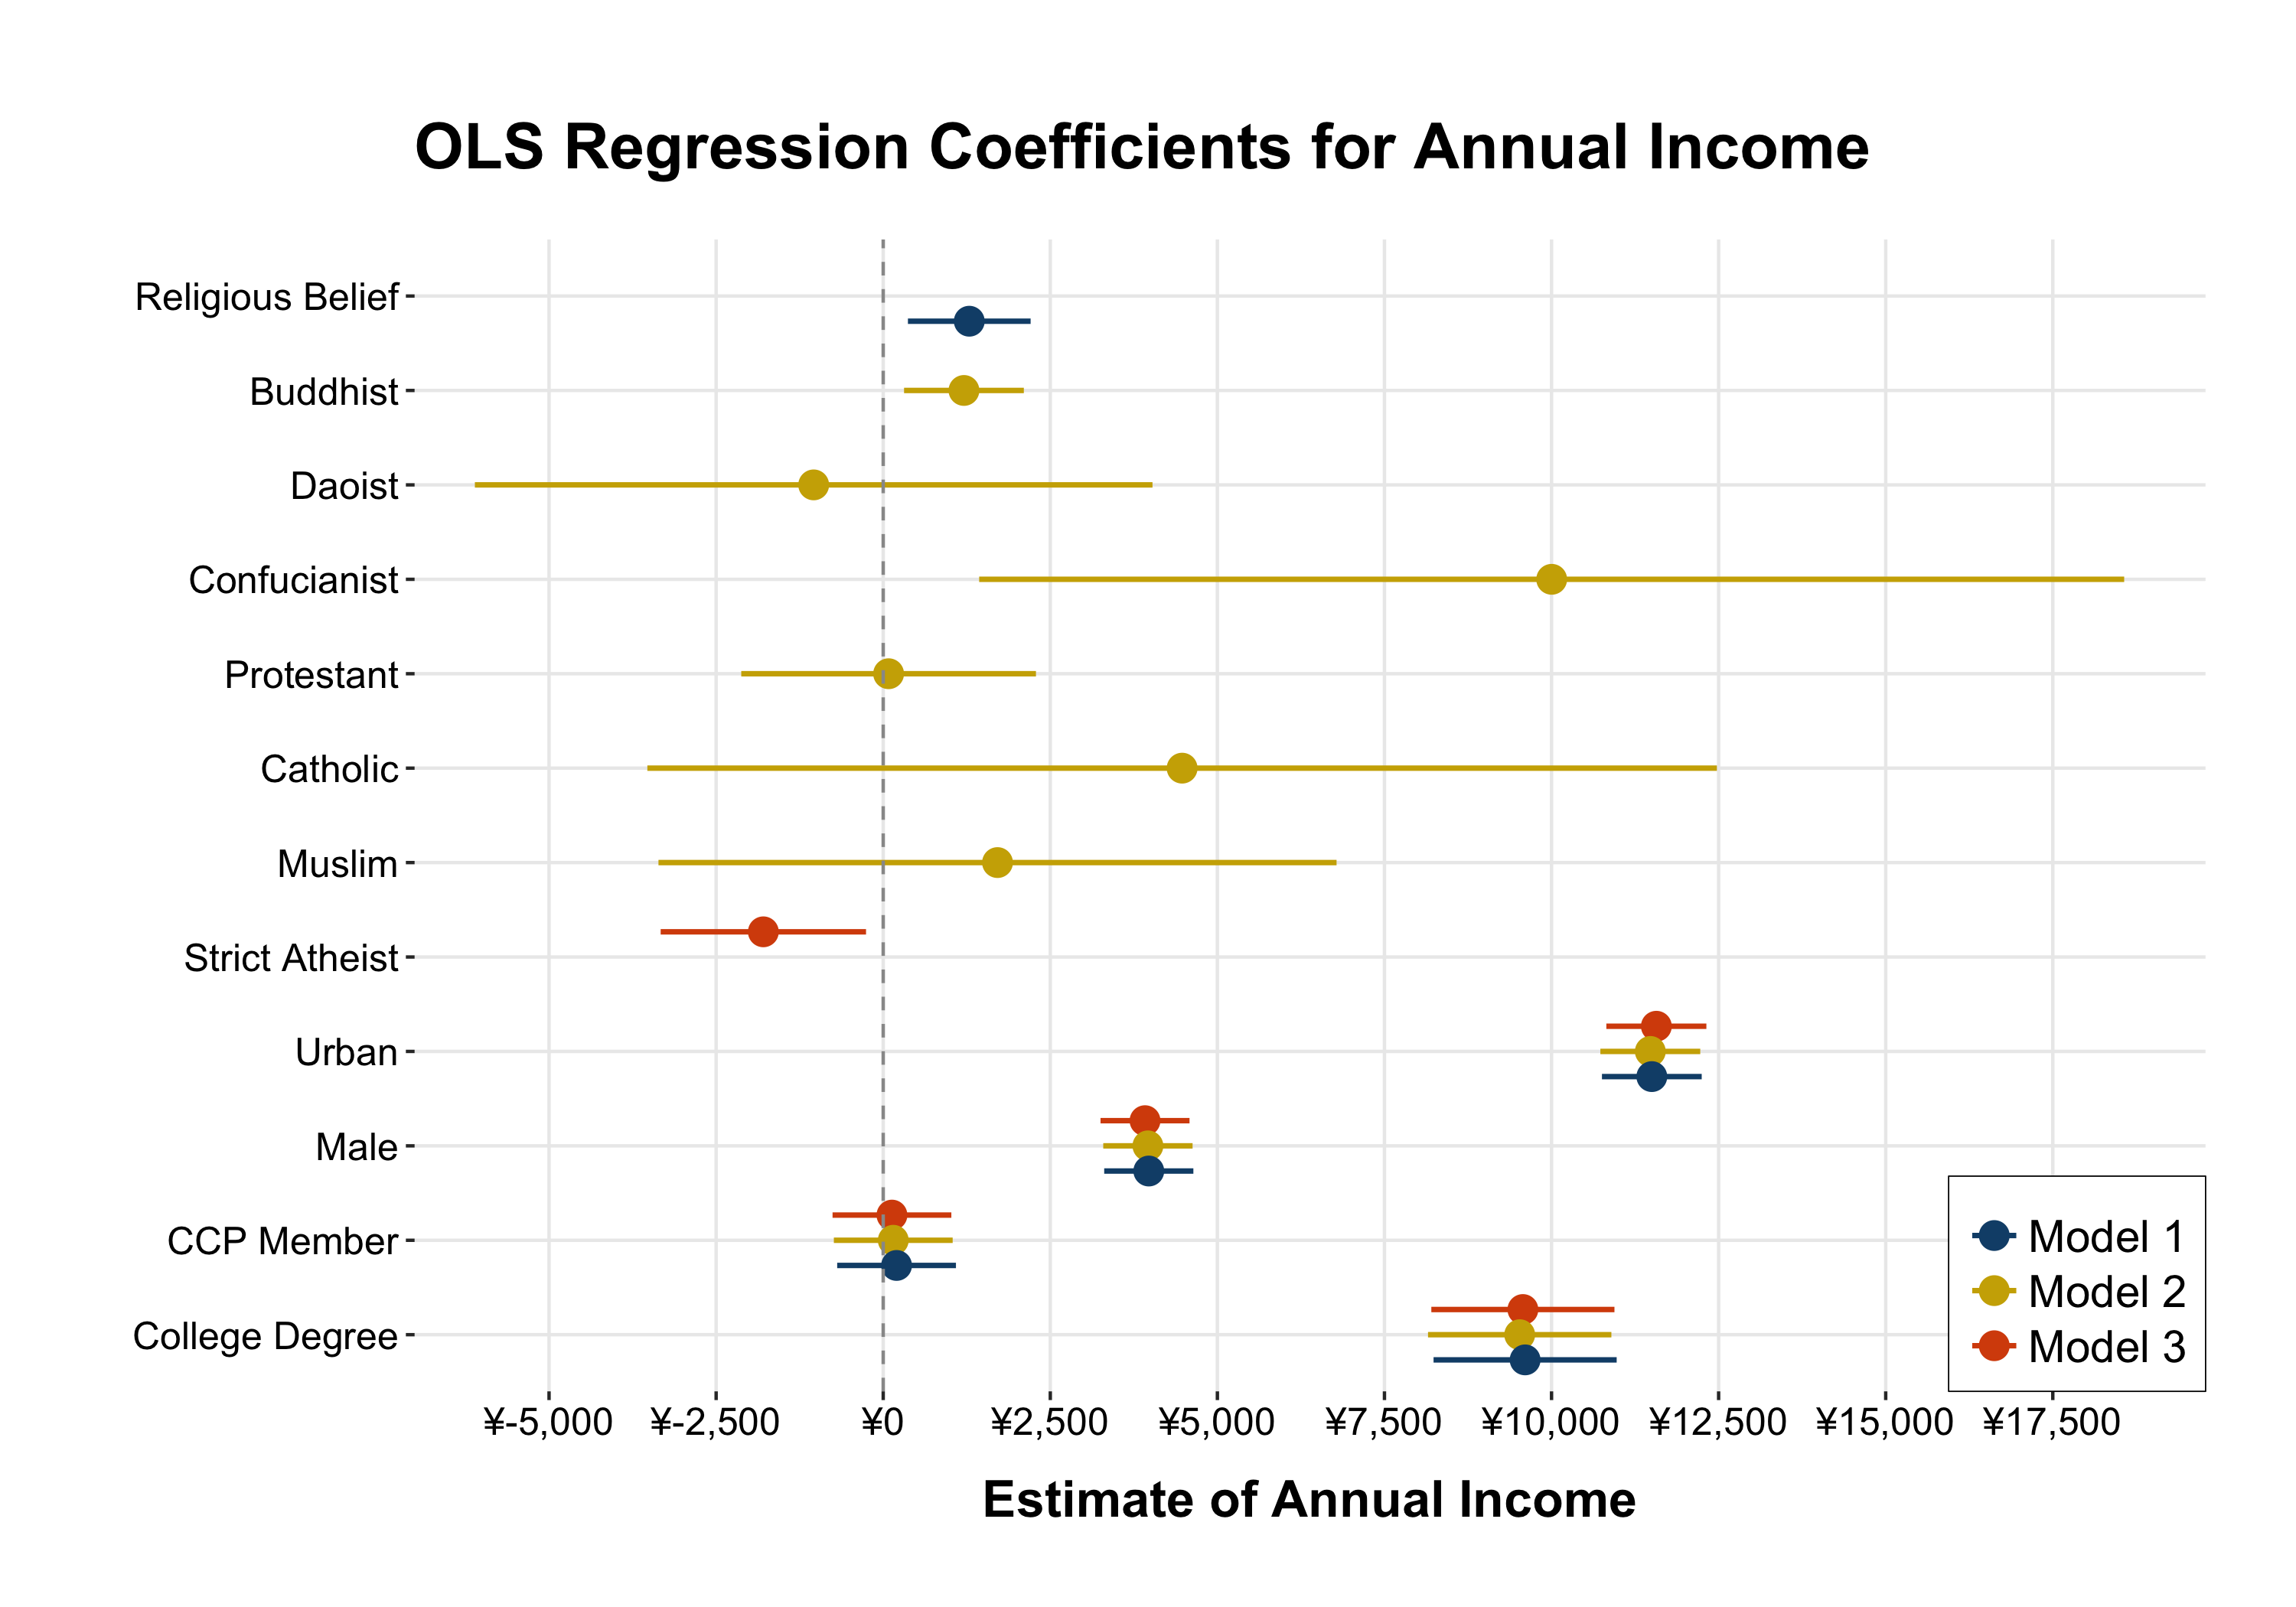 OLS Regression Coefficients for Annual Income
Religious Belief
Buddhist
Daoist
Confucianist
Protestant
Catholic
Muslim
Strict Atheist
Urban
Male
CCP Member
College Degree
Model 1
Model 2
Model 3
¥-5,000 ¥-2,500 ¥0 ¥2,500 ¥5,000 ¥7,500 ¥10,000 ¥12,500 ¥15,000 ¥17,500
Estimate of Annual Income